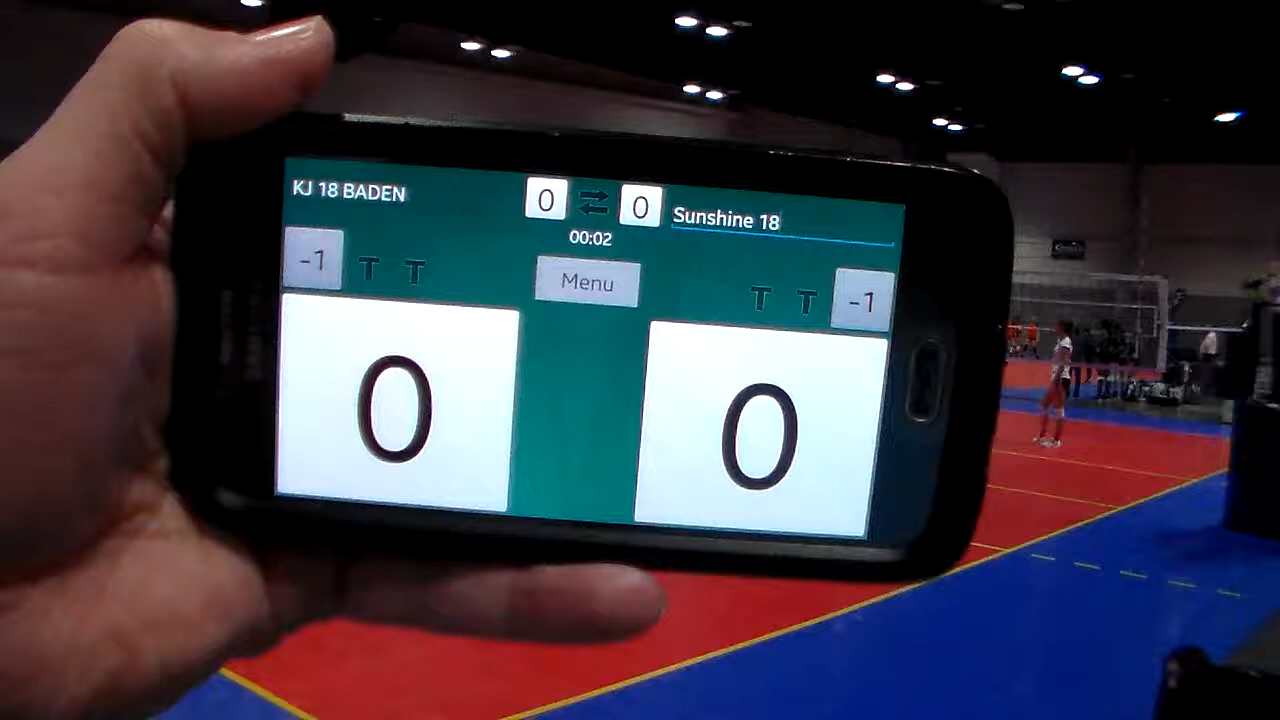 KJ 18 BADEN
0 0
Sunshine 18
00:02
-1 T T
Menu
T T -1
0
0